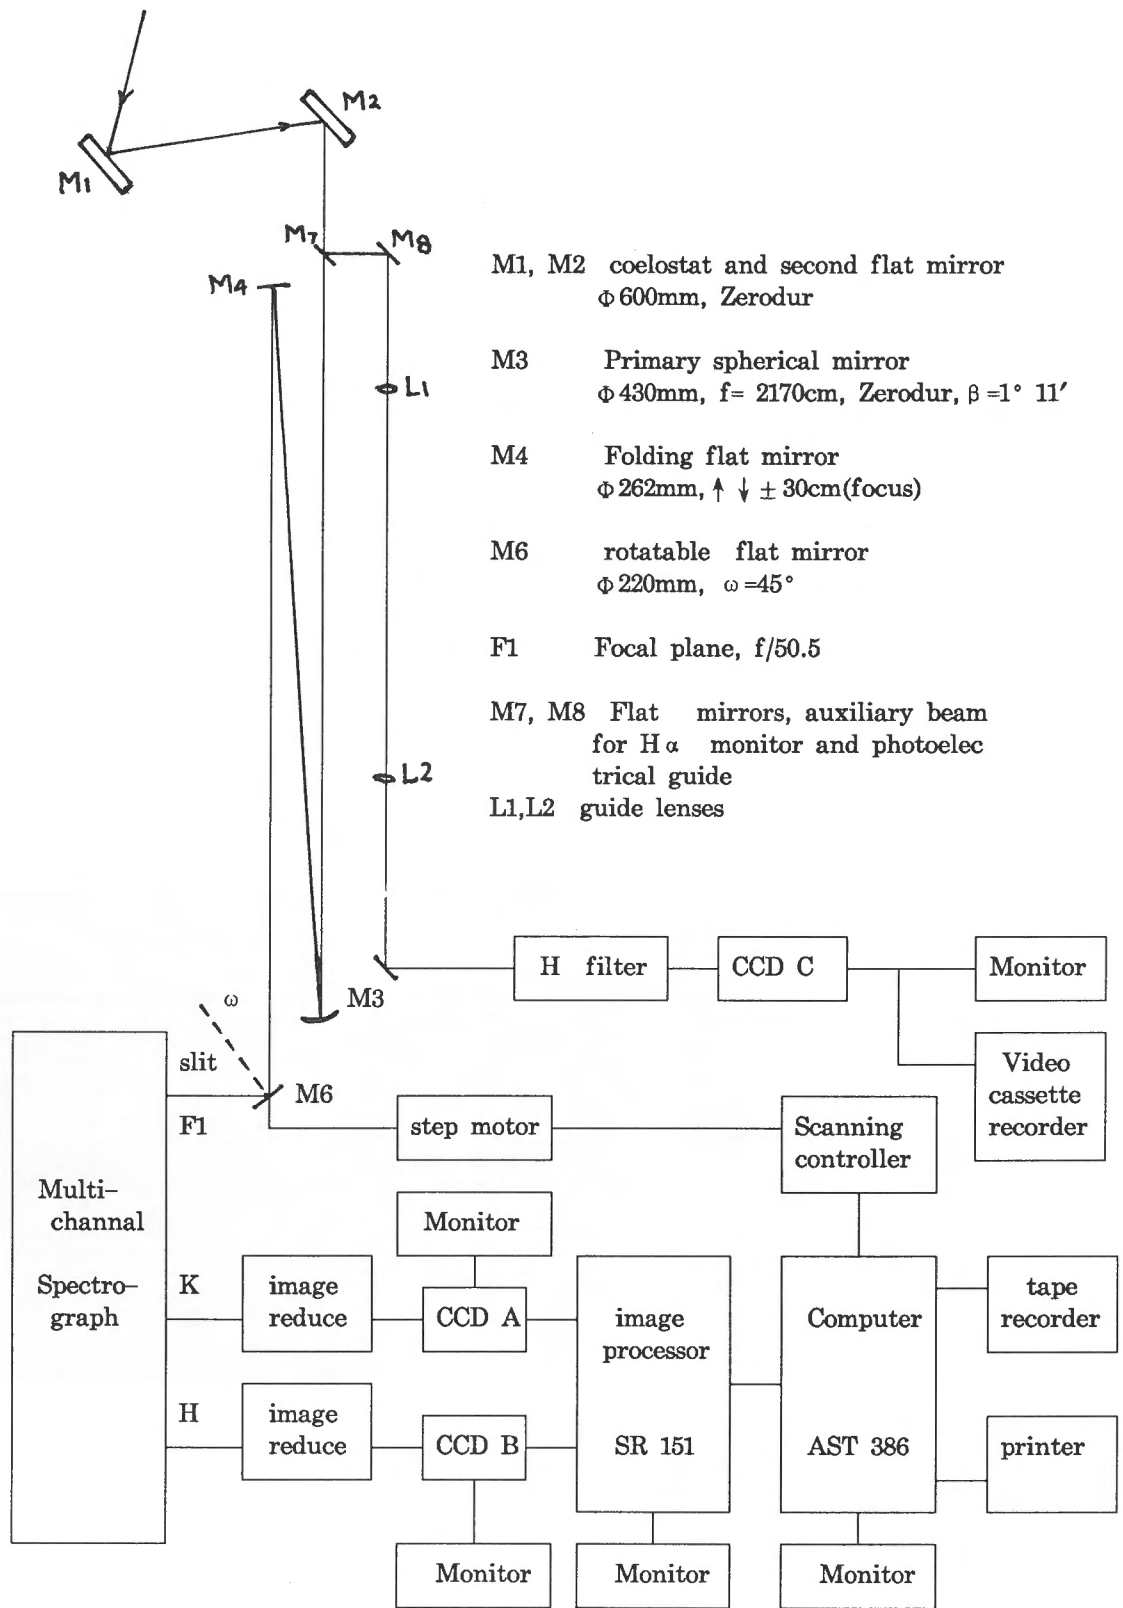 M1
M2
M7
M8
M4
L1
L2
M3
M1, M2 coelostat and second flat mirror
Φ600mm, Zerodur
M3 Primary spherical mirror
Φ430mm, f= 2170cm, Zerodur, β=1° 11′
M4 Folding flat mirror
Φ262mm, ↑ ↓ ± 30cm(focus)
M6 rotatable flat mirror
Φ220mm, ω=45°
F1 Focal plane, f/50.5
M7, M8 Flat mirrors, auxiliary beam
for Hα monitor and photoelec
trical guide
L1,L2 guide lenses
H filter
CCD C
Monitor
Video
cassette
recorder
ω
slit
M6
F1
step motor
Scanning
controller
Multi-
channal
Spectro-
graph
Monitor
K
image
reduce
CCD A
image
processor
SR 151
Computer
AST 386
tape
recorder
H
image
reduce
CCD B
printer
Monitor
Monitor
Monitor